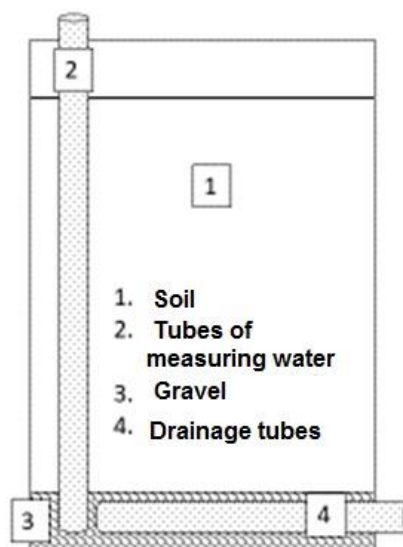 2
1
1. Soil
2. Tubes of
measuring water
3. Gravel
4. Drainage tubes
3
4